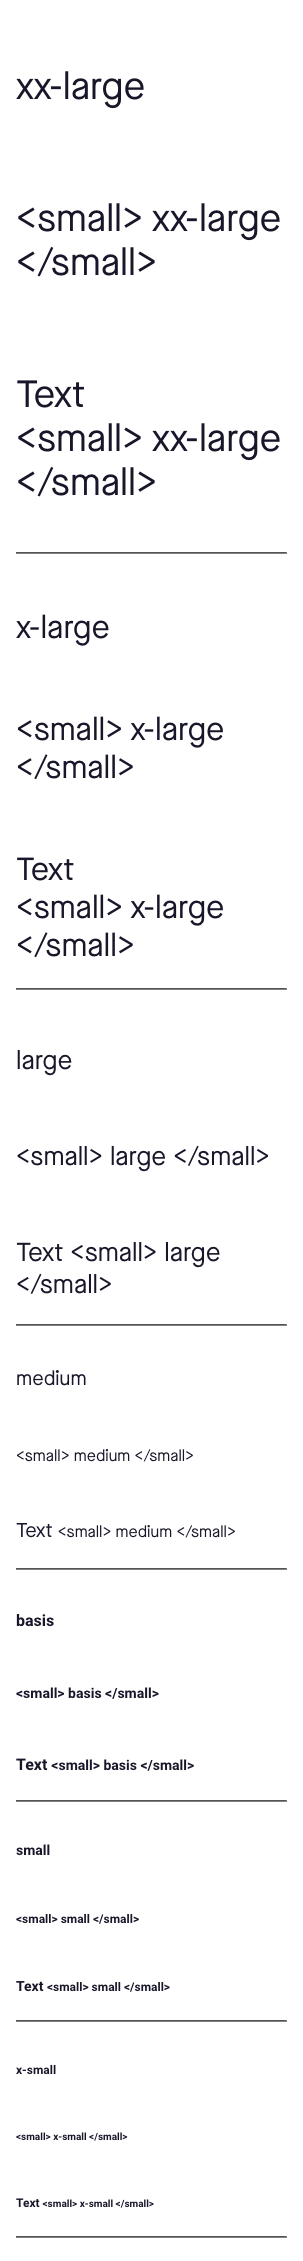 xx-large
<small> xx-large
</small>
Text
<small> xx-large
</small>
x-large
<small> x-large
</small>
Text
<small> x-large
</small>
large
<small> large </small>
Text <small> large
</small>
medium
<small> medium </small>
Text <small> medium </small>
basis
<small> basis </small>
Text <small> basis </small>
small
<small> small </small>
Text <small> small </small>
x-small
<small> x-small </small>
Text <small> x-small </small>